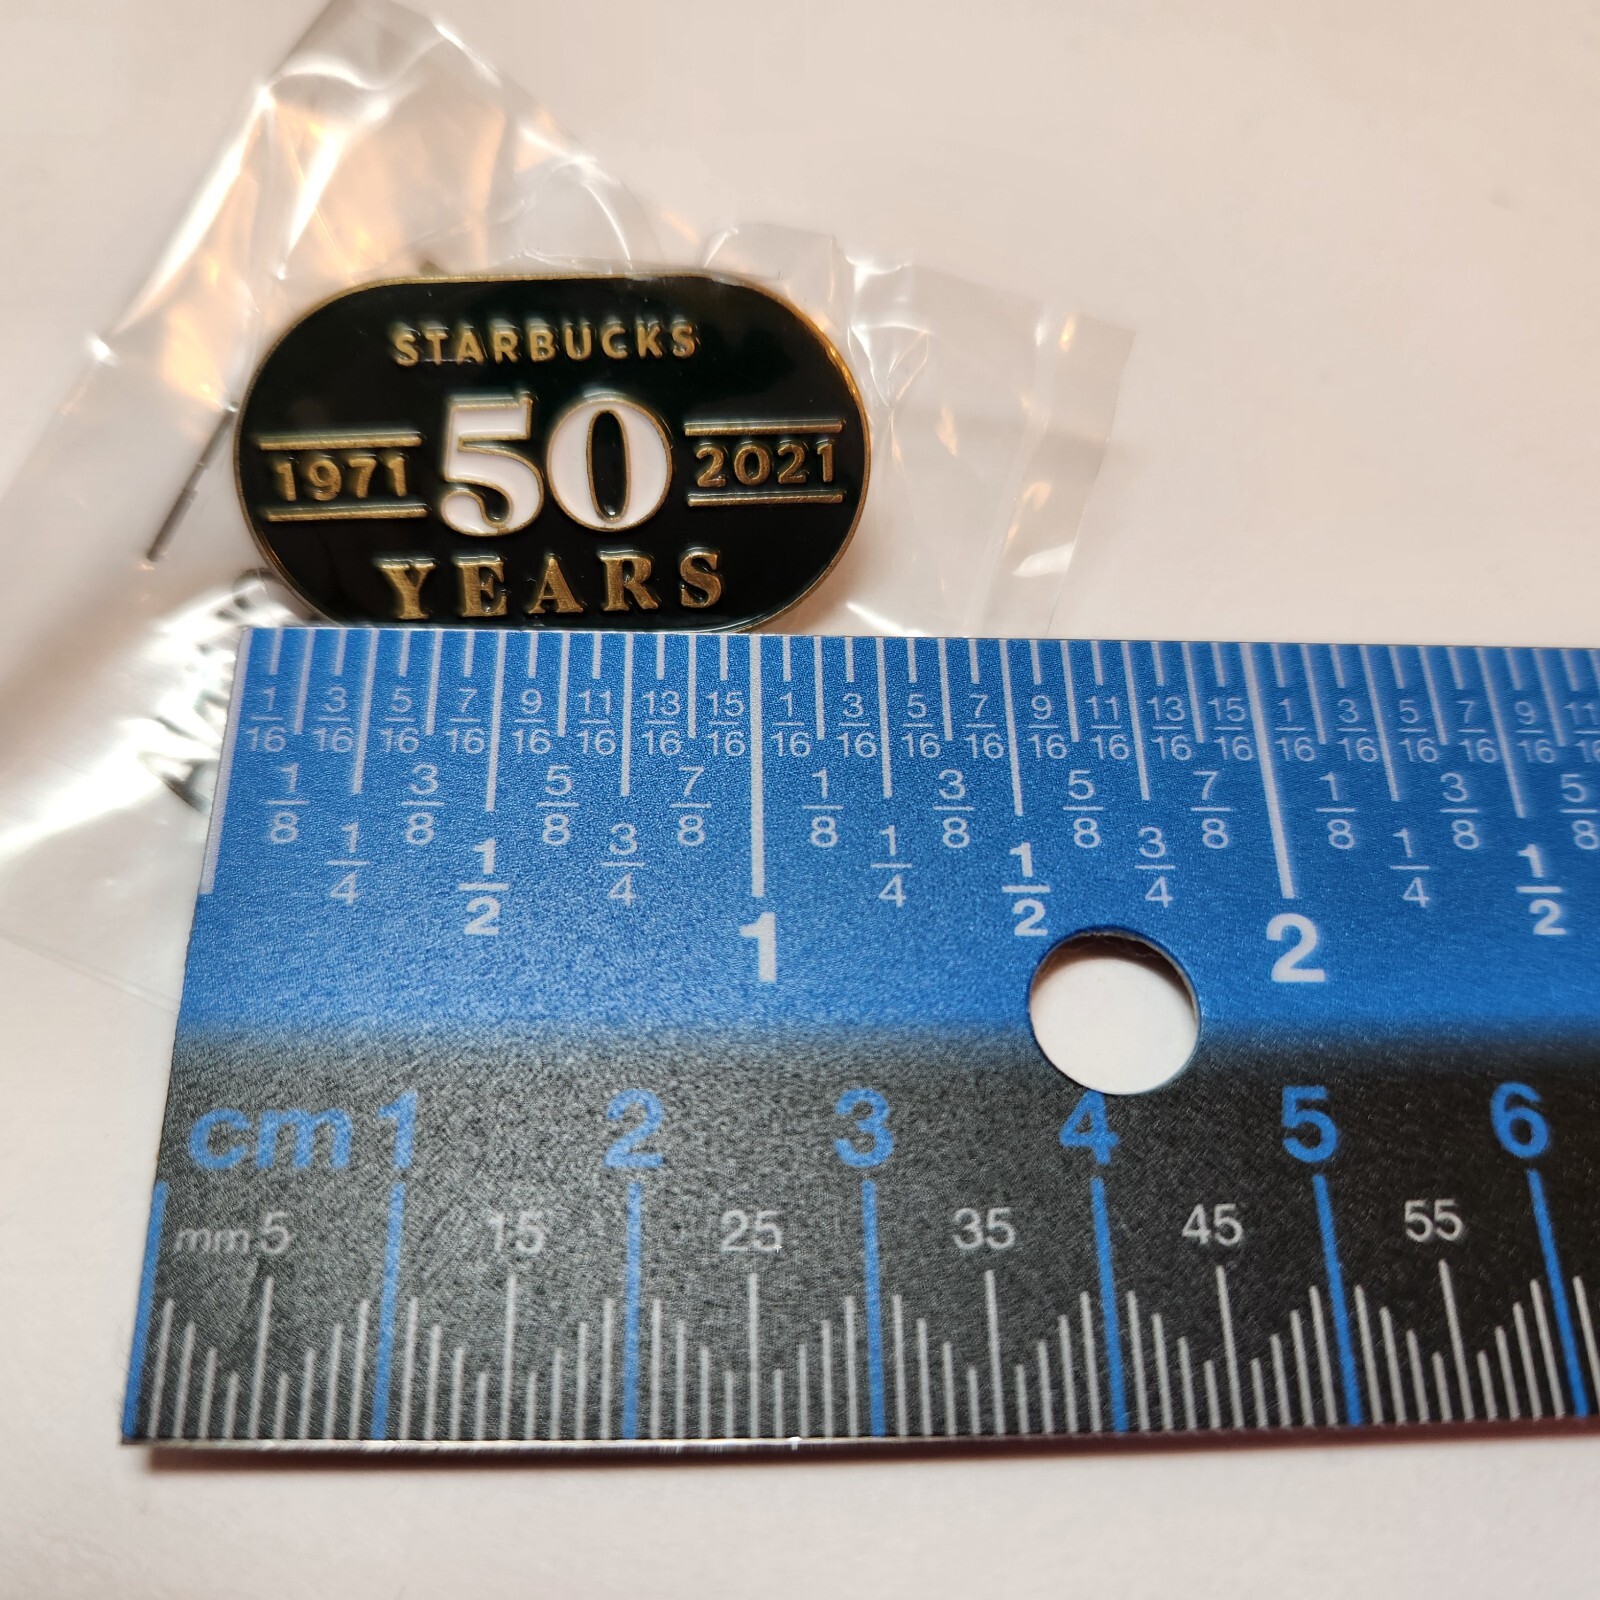 STARBUCKS
1971 50 2021
YEARS
1/16 3/16 5/16 7/16 9/16 11/16 13/16 15/16 1/16 3/16 5/16 7/16 9/16 11/16 13/16 15/16 1/16 3/16 5/16 7/16 9/16
1/8 3/8 5/8 7/8 1/8 3/8 5/8 7/8 1/8 3/8 5/8
1/4 3/4 1/4 3/4 1/4
1/2 1/2 1/2
1 2
cm 1 2 3 4 5 6
mm 5 15 25 35 45 55